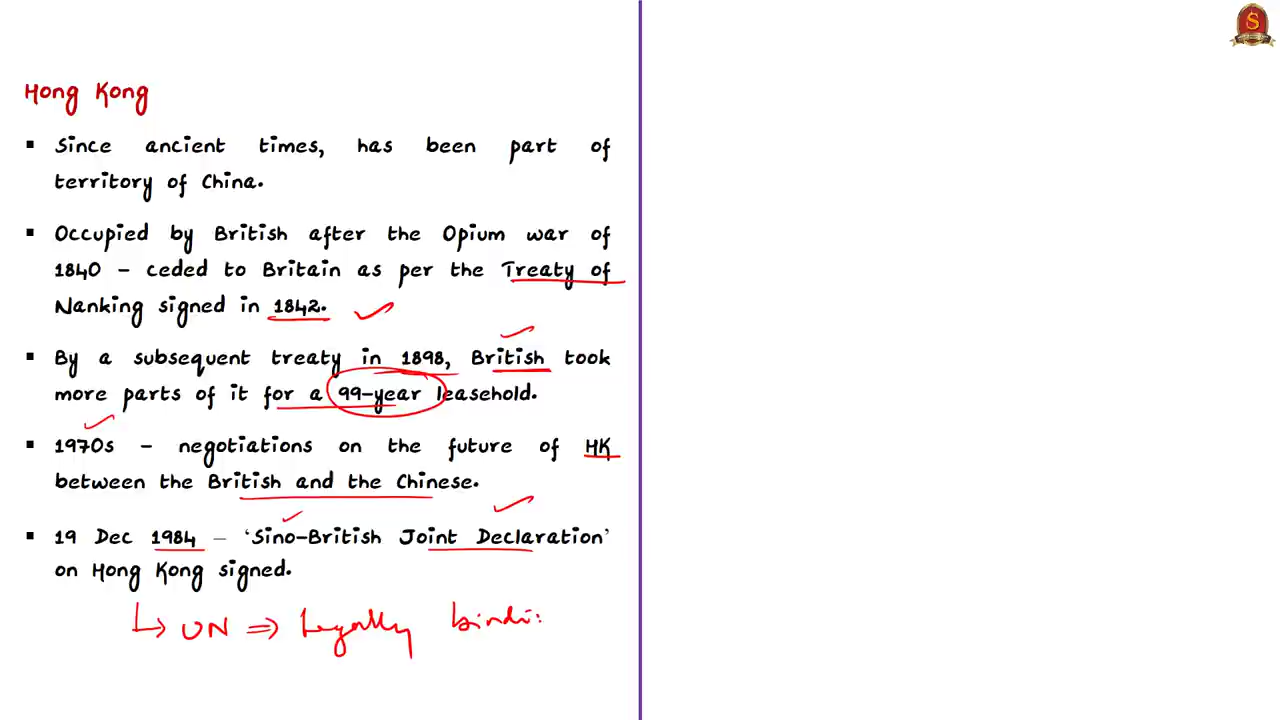 Hong Kong
▪ Since ancient times, has been part of
territory of China.
▪ Occupied by British after the Opium war of
1840 – ceded to Britain as per the Treaty of
Nanking signed in 1842.
▪ By a subsequent treaty in 1898, British took
more parts of it for a 99-year leasehold.
▪ 1970s – negotiations on the future of HK
between the British and the Chinese.
▪ 19 Dec 1984 – ‘Sino-British Joint Declaration’
on Hong Kong signed.
↳ UN ⇒ Legally
S